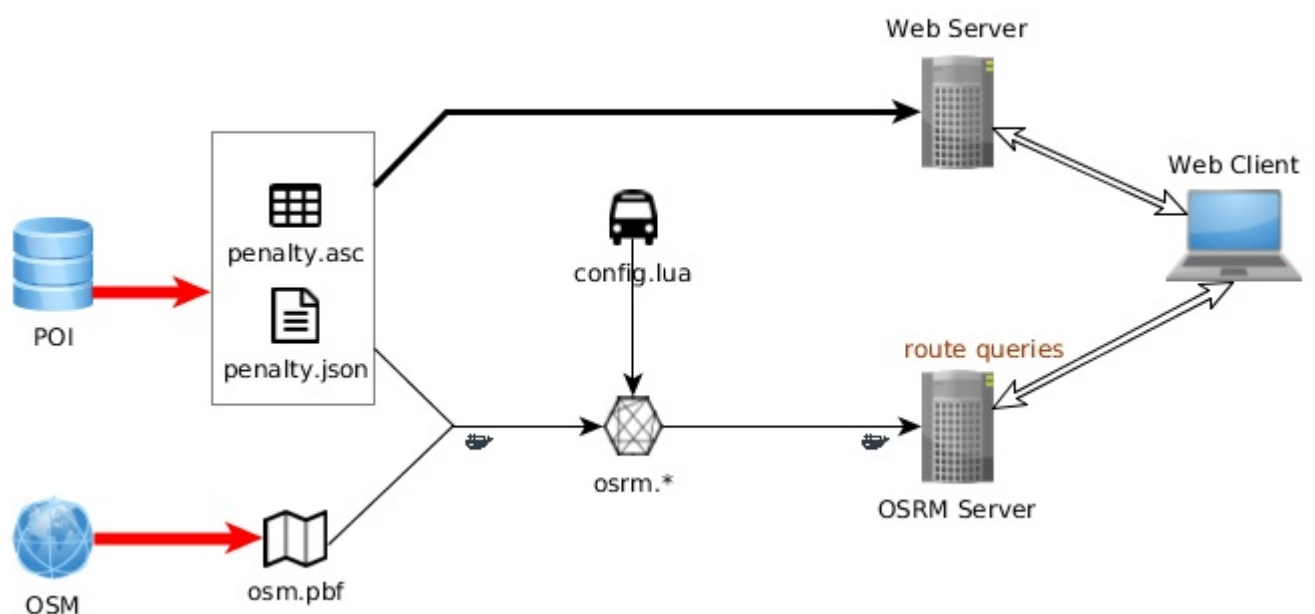 Web Server
Web Client
penalty.asc
config.lua
POI
penalty.json
route queries
osrm.*
OSRM Server
osm.pbf
OSM